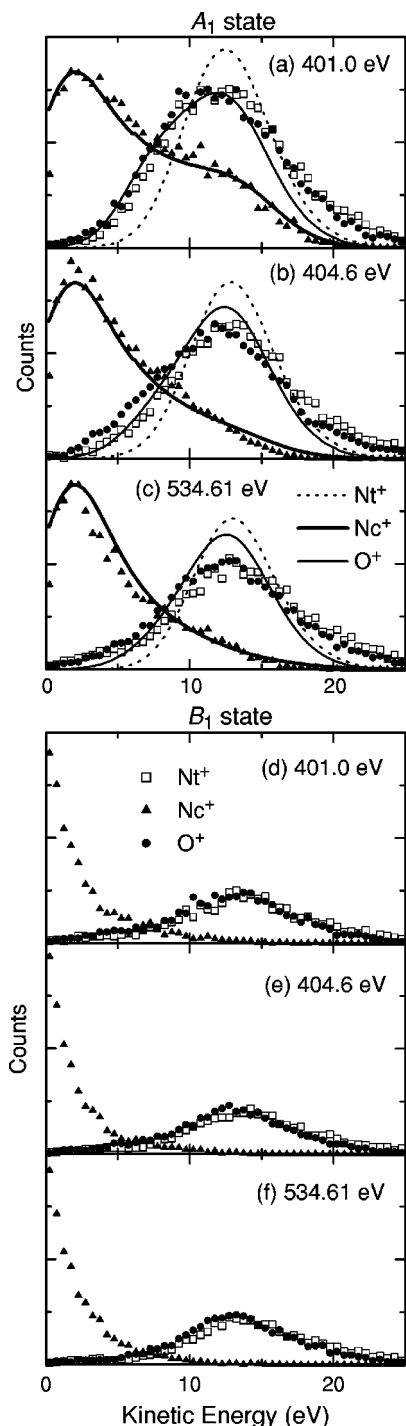 A₁ state
(a) 401.0 eV
(b) 404.6 eV
Counts
(c) 534.61 eV
Nt⁺
Nc⁺
O⁺
0 10 20
B₁ state
(d) 401.0 eV
Nt⁺
Nc⁺
O⁺
(e) 404.6 eV
Counts
(f) 534.61 eV
0 10 20
Kinetic Energy (eV)